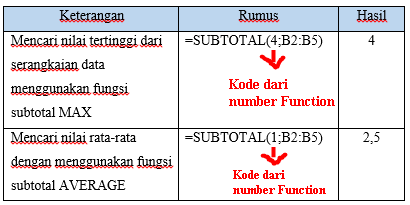 Keterangan Rumus Hasil
Mencari nilai tertinggi dari =SUBTOTAL(4;B2:B5) 4
serangkaian data
menggunakan fungsi Kode dari
subtotal MAX number Function
Mencari nilai rata-rata =SUBTOTAL(1;B2:B5) 2,5
dengan menggunakan fungsi Kode dari
subtotal AVERAGE number Function